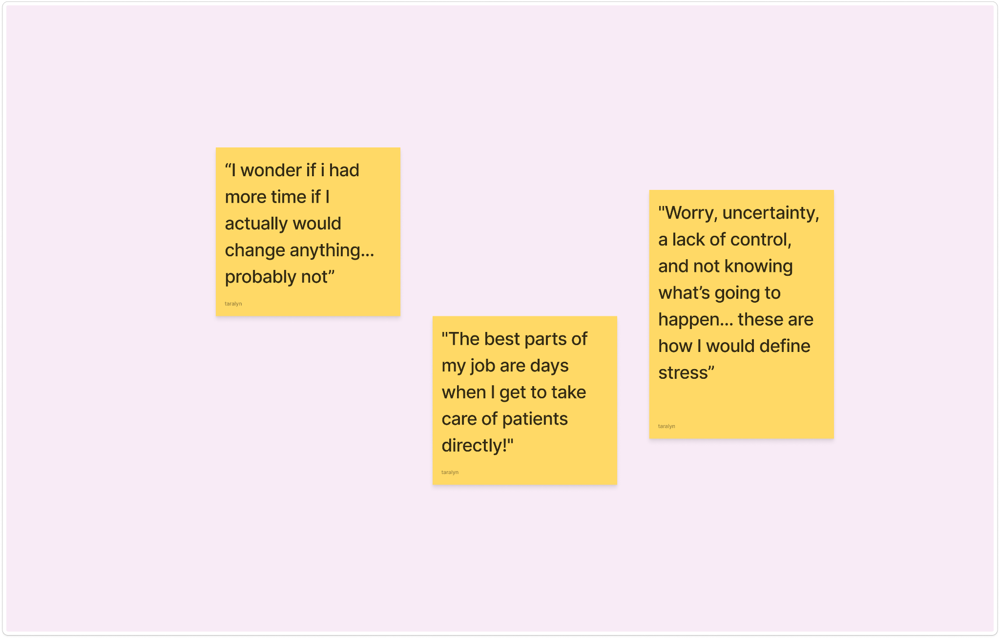 “I wonder if i had
more time if I
actually would
change anything...
probably not”
taralyn
"The best parts of
my job are days
when I get to take
care of patients
directly!"
taralyn
"Worry, uncertainty,
a lack of control,
and not knowing
what’s going to
happen... these are
how I would define
stress”
taralyn